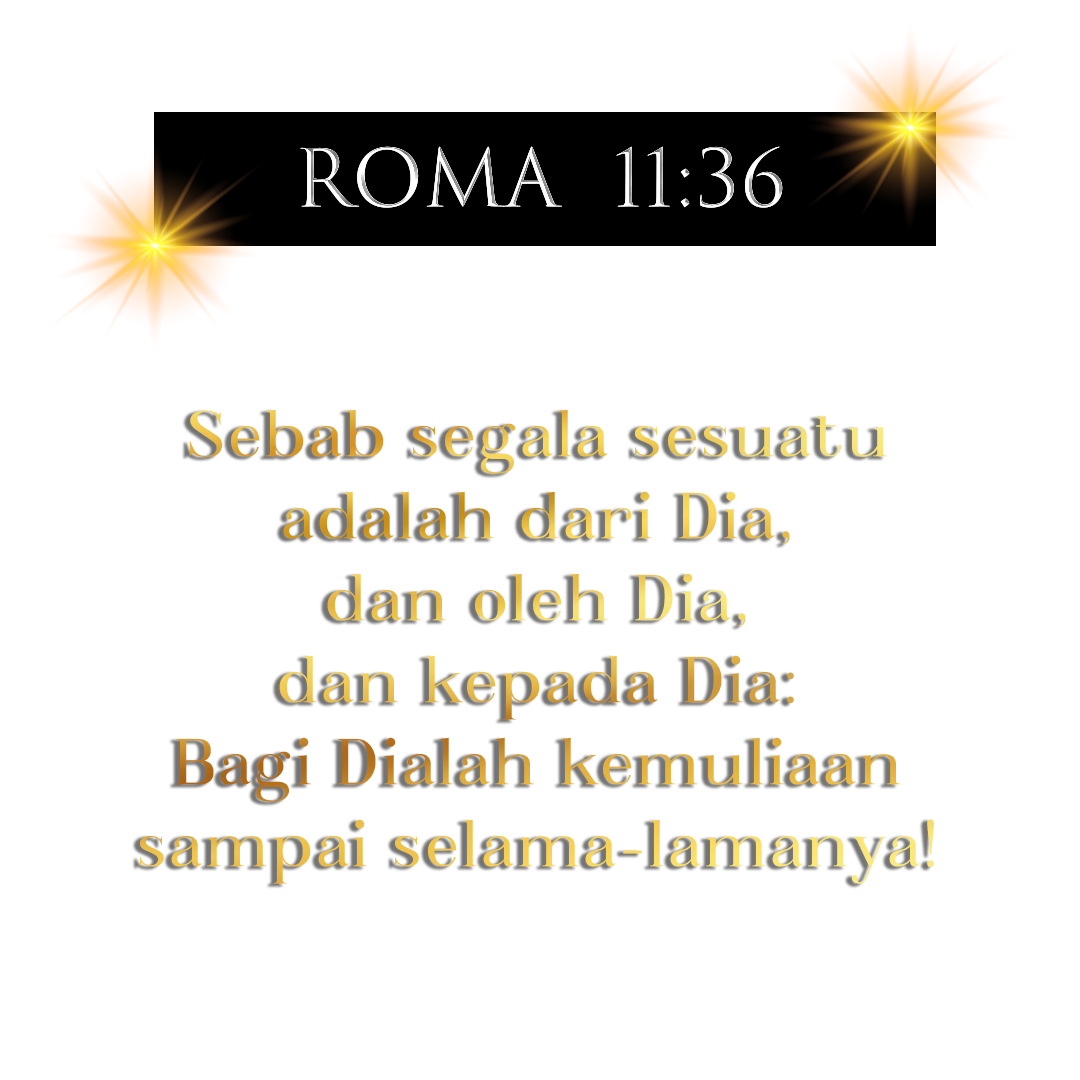 ROMA 11:36
Sebab segala sesuatu
adalah dari Dia,
dan oleh Dia,
dan kepada Dia:
Bagi Dialah kemuliaan
sampai selama-lamanya!